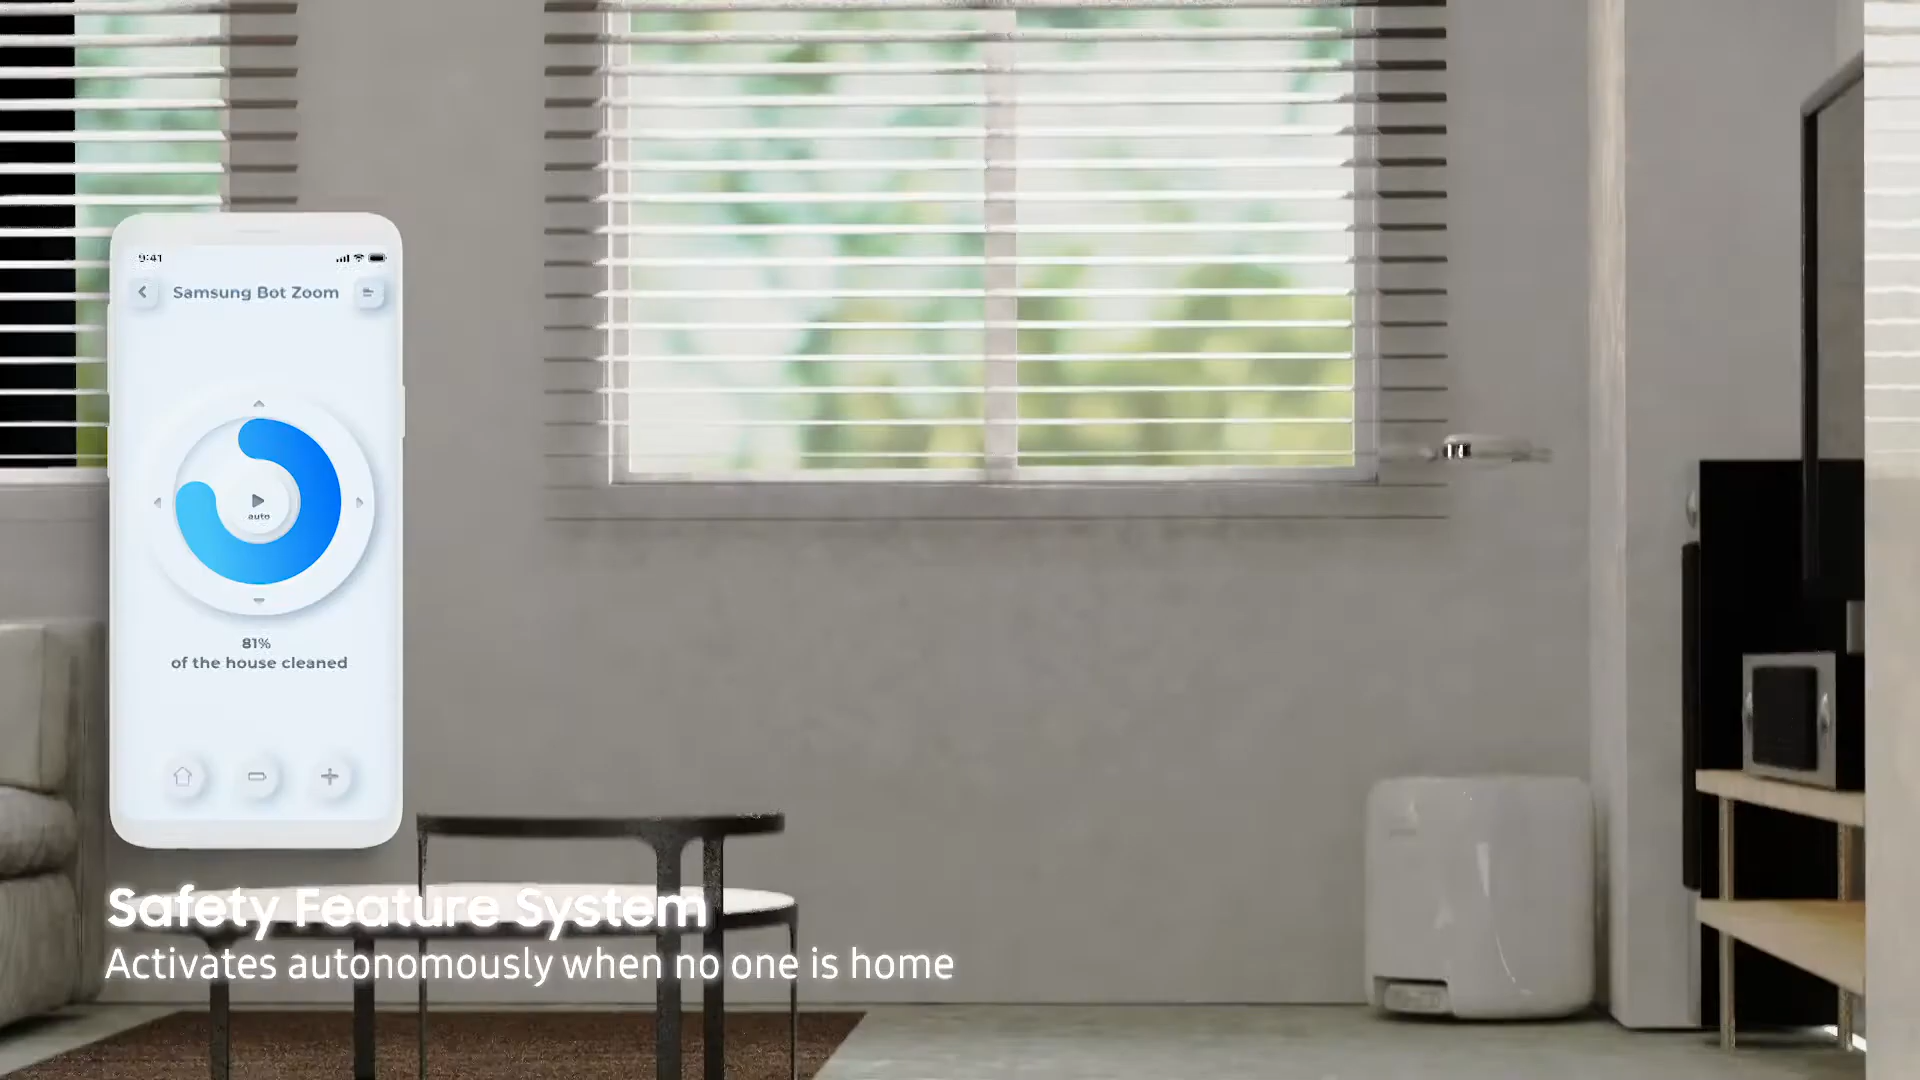 9:41
Samsung Bot Zoom
auto
81%
of the house cleaned
Safety Feature System
Activates autonomously when no one is home